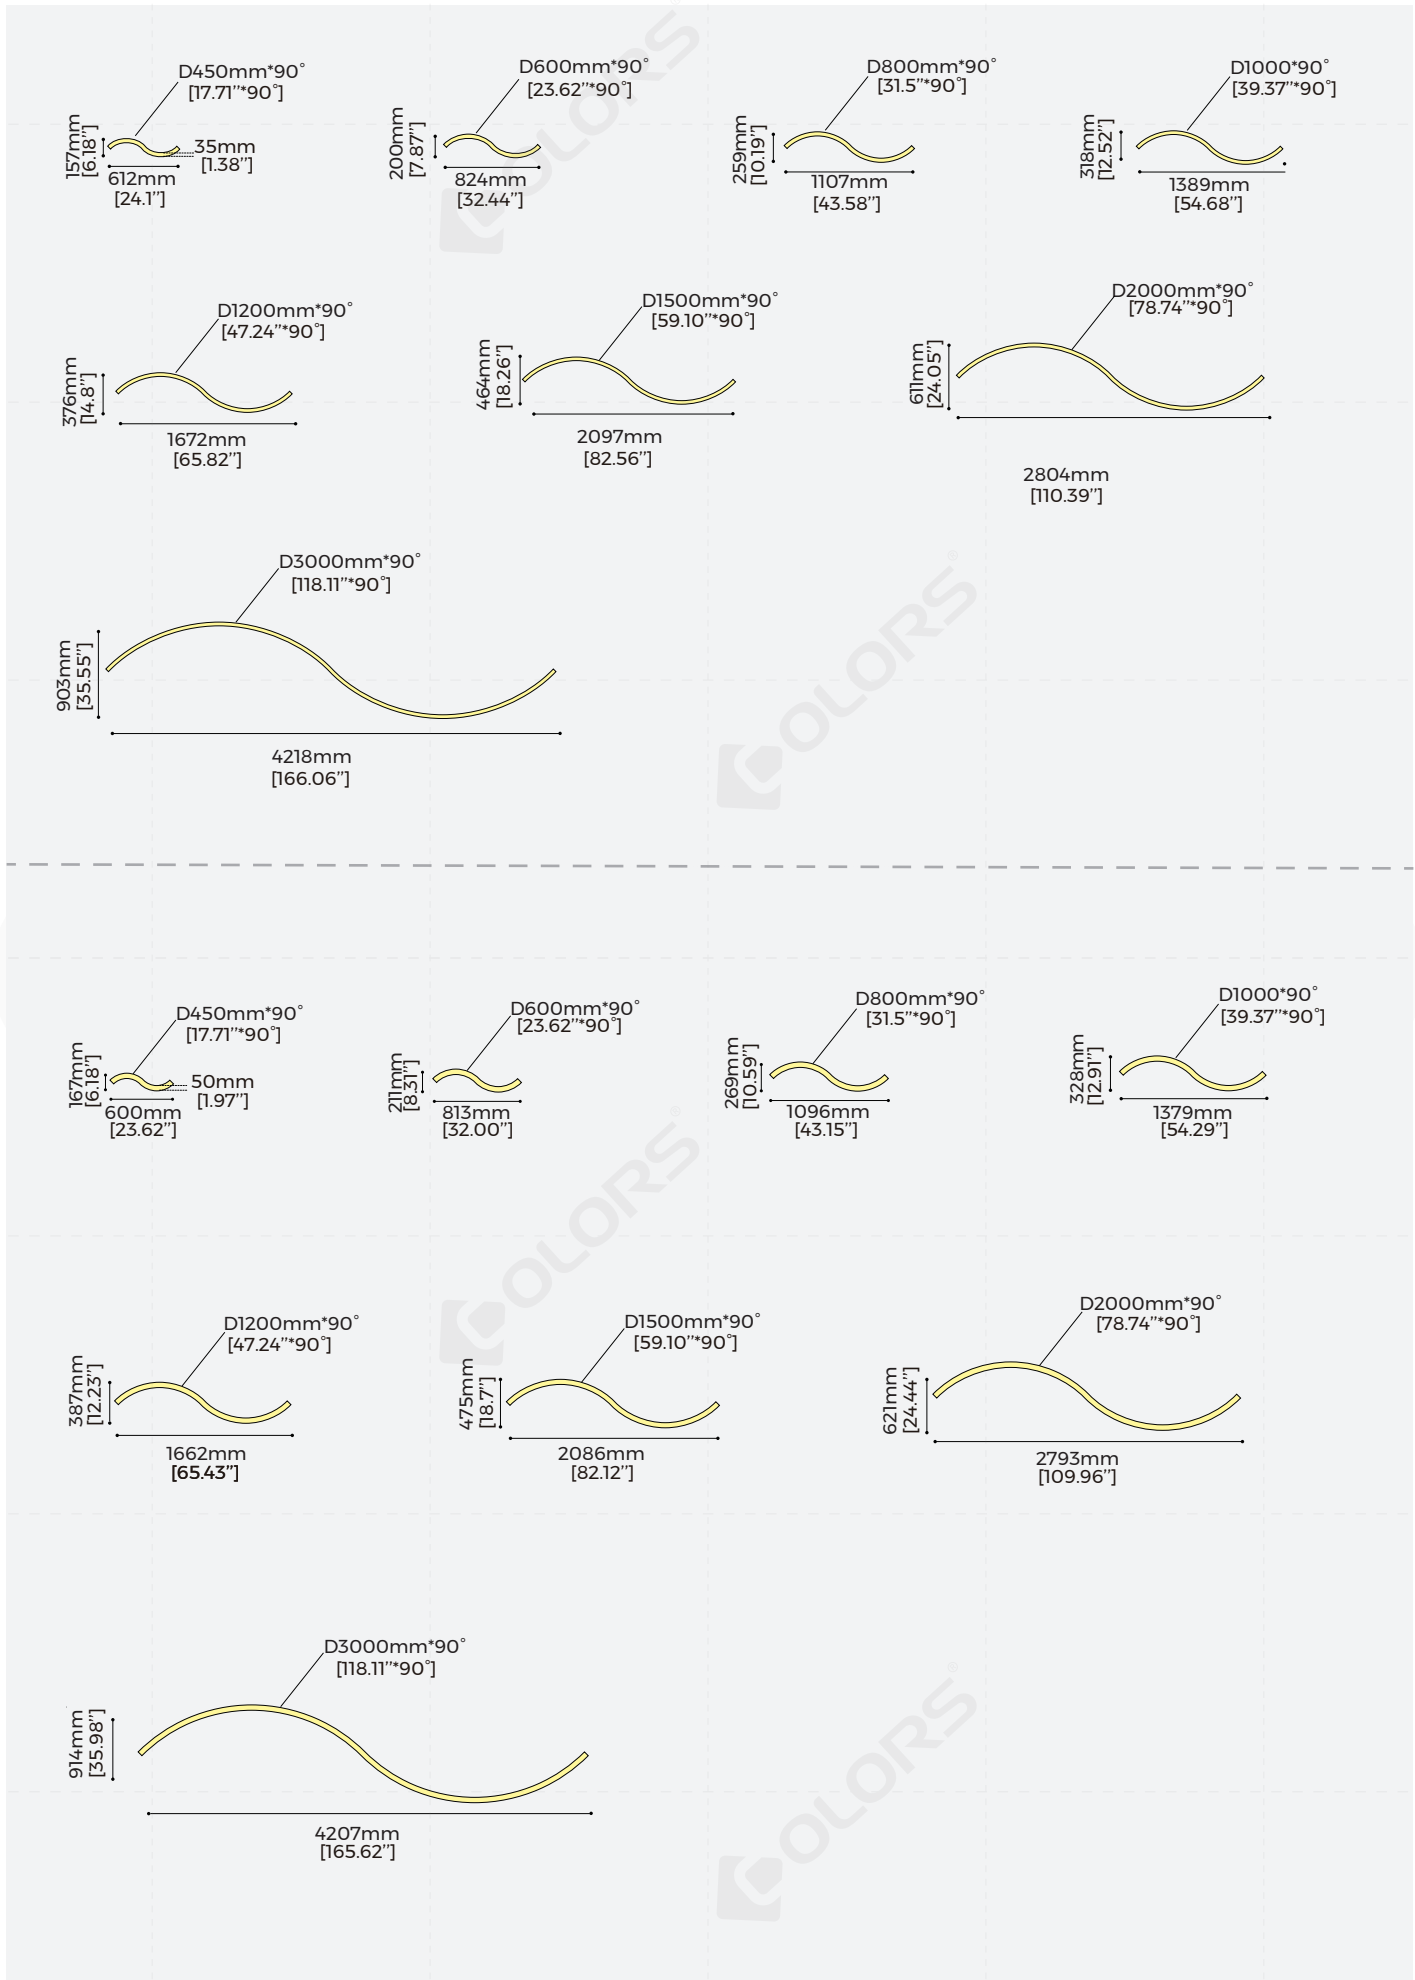 D450mm*90°
[17.71"*90°]
157mm
[6.18"]
35mm
[1.38"]
612mm
[24.1"]
D600mm*90°
[23.62"*90°]
200mm
[7.87"]
824mm
[32.44"]
D800mm*90°
[31.5"*90°]
259mm
[10.19"]
1107mm
[43.58"]
D1000*90°
[39.37"*90°]
318mm
[12.52"]
1389mm
[54.68"]
D1200mm*90°
[47.24"*90°]
376mm
[14.8"]
1672mm
[65.82"]
D1500mm*90°
[59.10"*90°]
464mm
[18.26"]
2097mm
[82.56"]
D2000mm*90°
[78.74"*90°]
611mm
[24.05"]
2804mm
[110.39"]
D3000mm*90°
[118.11"*90°]
903mm
[35.55"]
4218mm
[166.06"]
D450mm*90°
[17.71"*90°]
167mm
[6.18"]
50mm
[1.97"]
600mm
[23.62"]
D600mm*90°
[23.62"*90°]
211mm
[8.31"]
813mm
[32.00"]
D800mm*90°
[31.5"*90°]
269mm
[10.59"]
1096mm
[43.15"]
D1000*90°
[39.37"*90°]
328mm
[12.91"]
1379mm
[54.29"]
D1200mm*90°
[47.24"*90°]
387mm
[12.23"]
1662mm
[65.43"]
D1500mm*90°
[59.10"*90°]
475mm
[18.7"]
2086mm
[82.12"]
D2000mm*90°
[78.74"*90°]
621mm
[24.44"]
2793mm
[109.96"]
D3000mm*90°
[118.11"*90°]
914mm
[35.98"]
4207mm
[165.62"]
COLORS®
COLORS®
COLORS®
COLORS®